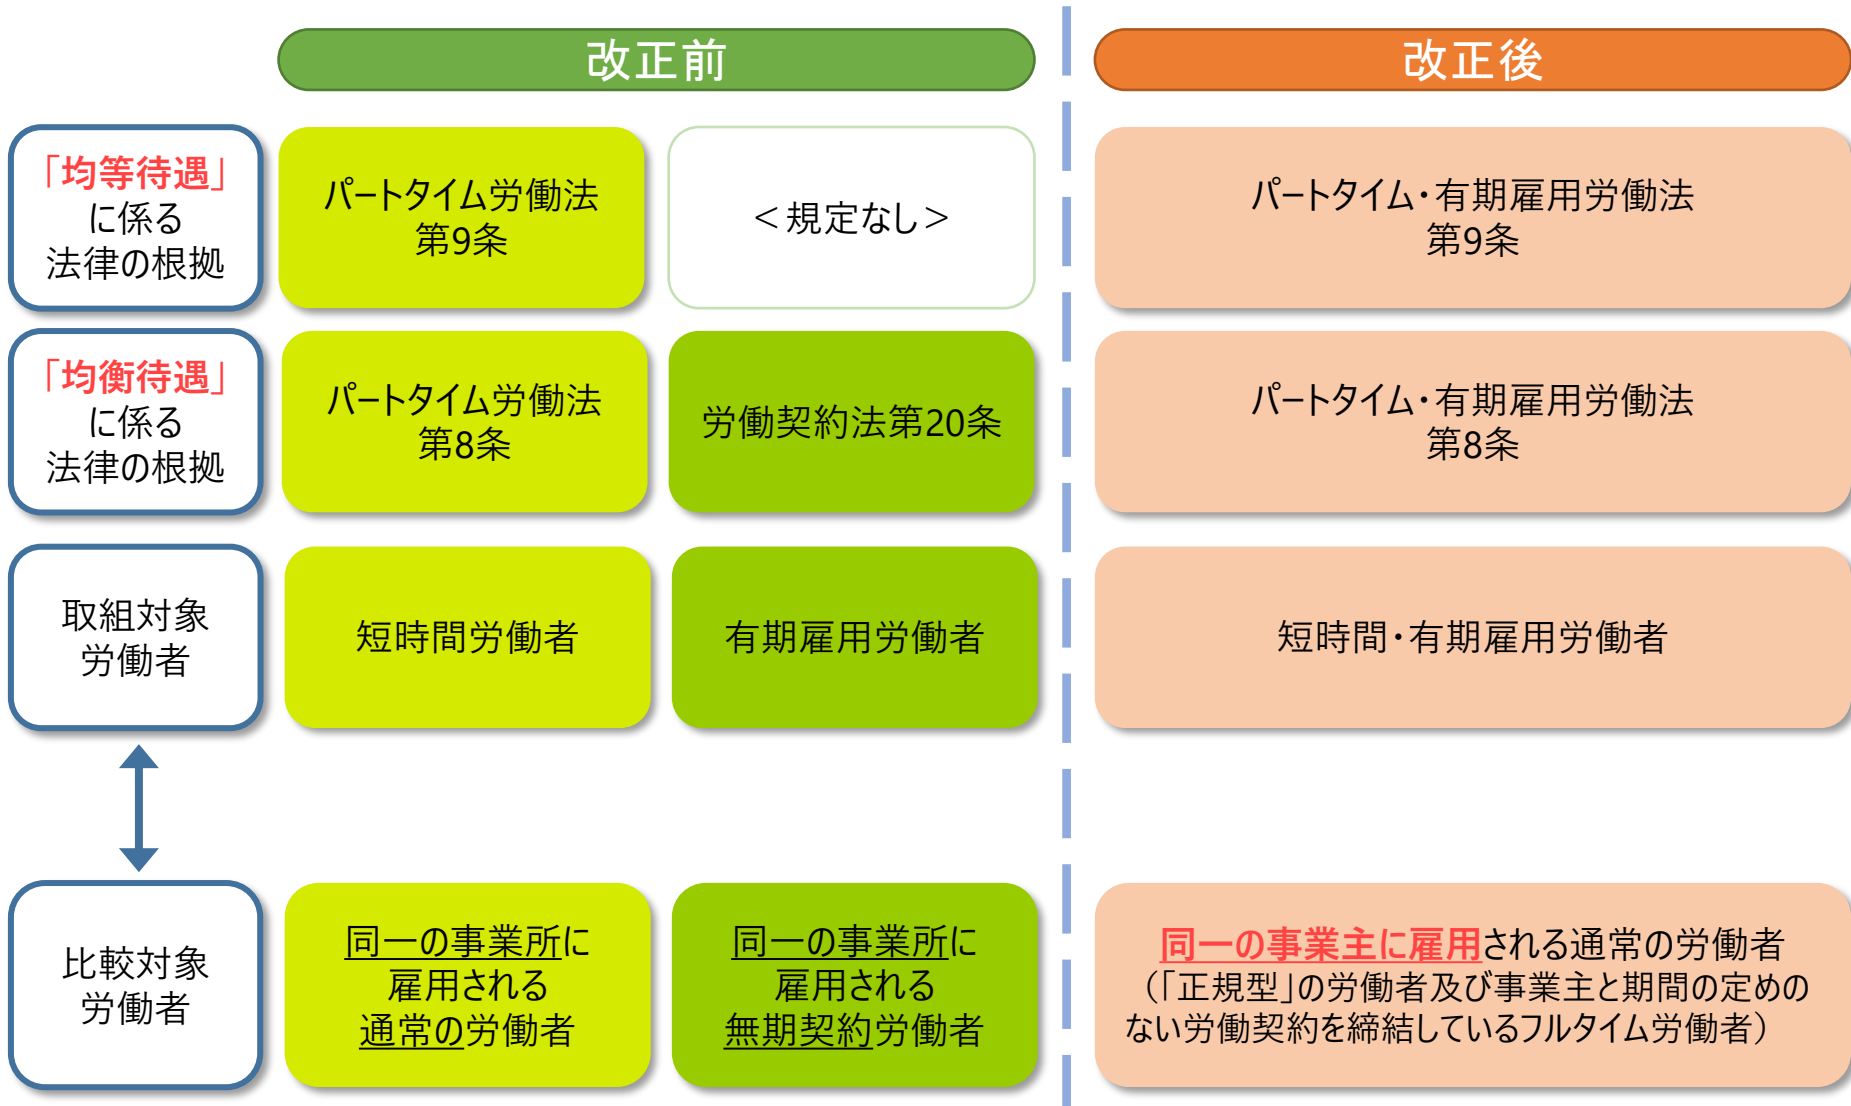 改正前
改正後
「均等待遇」
に係る
法律の根拠
パートタイム労働法
第9条
＜規定なし＞
パートタイム・有期雇用労働法
第9条
「均衡待遇」
に係る
法律の根拠
パートタイム労働法
第8条
労働契約法第20条
パートタイム・有期雇用労働法
第8条
取組対象
労働者
短時間労働者
有期雇用労働者
短時間・有期雇用労働者
比較対象
労働者
同一の事業所に
雇用される
通常の労働者
同一の事業所に
雇用される
無期契約労働者
同一の事業主に雇用される通常の労働者
（「正規型」の労働者及び事業主と期間の定めの
ない労働契約を締結しているフルタイム労働者）